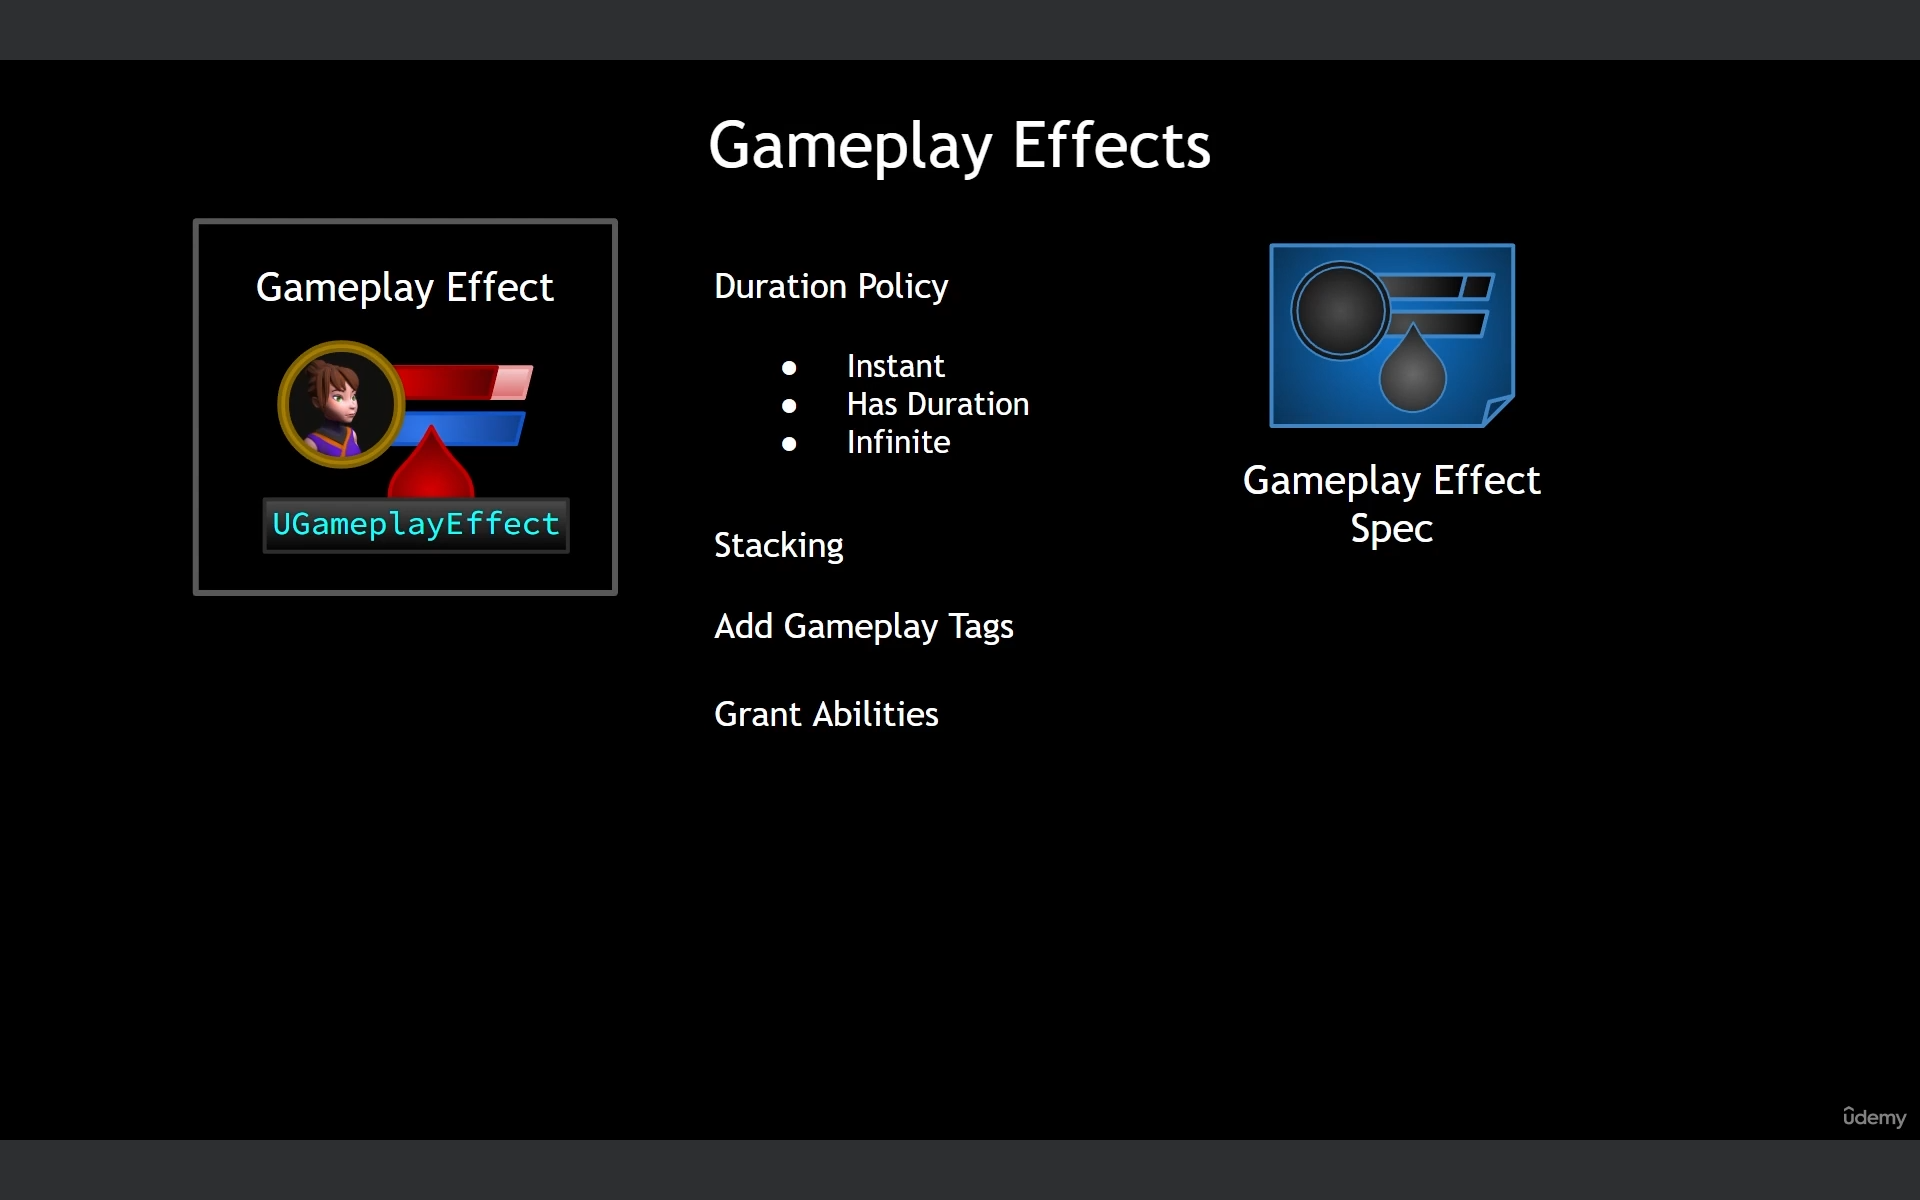 Gameplay Effects
Gameplay Effect
UGameplayEffect
Duration Policy
● Instant
● Has Duration
● Infinite
Stacking
Add Gameplay Tags
Grant Abilities
Gameplay Effect
Spec
ûdemy